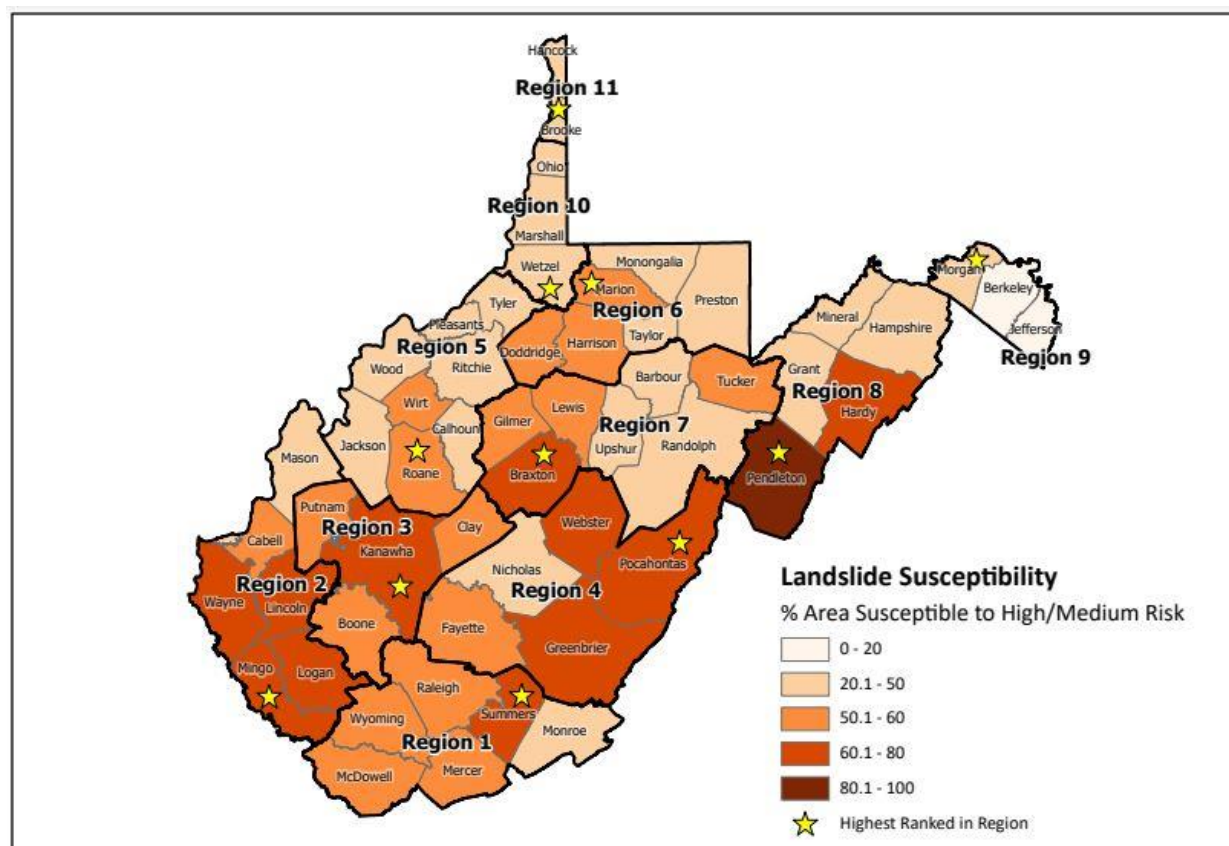 Hancock
Region 11
Brooke
Ohio
Region 10
Marshall
Wetzel
Monongalia
Marion
Preston
Morgan
Berkeley
Jefferson
Region 9
Tyler
Pleasants
Region 6
Taylor
Mineral
Hampshire
Region 5
Doddridge
Harrison
Wood
Ritchie
Barbour
Grant
Region 8
Hardy
Tucker
Wirt
Gilmer
Lewis
Region 7
Calhoun
Jackson
Upshur
Randolph
Mason
Roane
Braxton
Pendleton
Putnam
Region 3
Clay
Webster
Cabell
Kanawha
Pocahontas
Nicholas
Region 4
Region 2
Wayne
Lincoln
Boone
Fayette
Greenbrier
Mingo
Logan
Raleigh
Summers
Wyoming
Region 1
Monroe
McDowell
Mercer
Landslide Susceptibility
% Area Susceptible to High/Medium Risk
0 - 20
20.1 - 50
50.1 - 60
60.1 - 80
80.1 - 100
Highest Ranked in Region